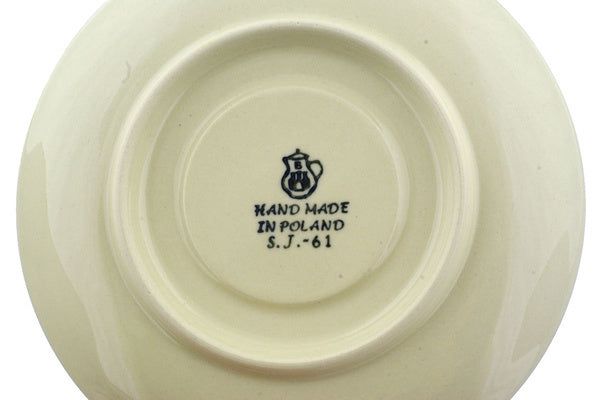 B
HAND MADE
IN POLAND
S.J.-61